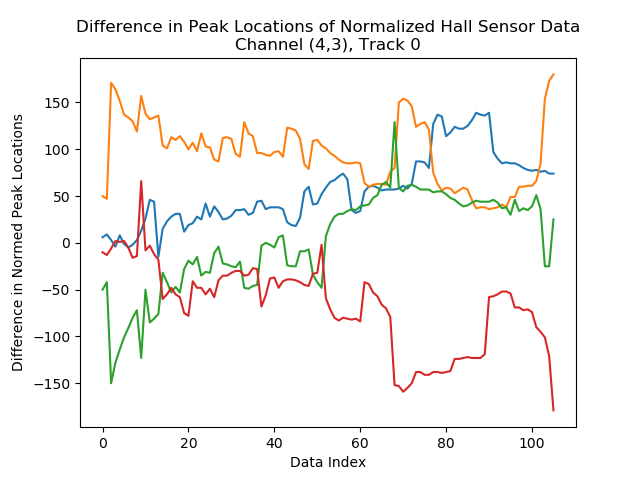 Difference in Peak Locations of Normalized Hall Sensor Data
Channel (4,3), Track 0
Difference in Normed Peak Locations
150
100
50
0
−50
−100
−150
0 20 40 60 80 100
Data Index